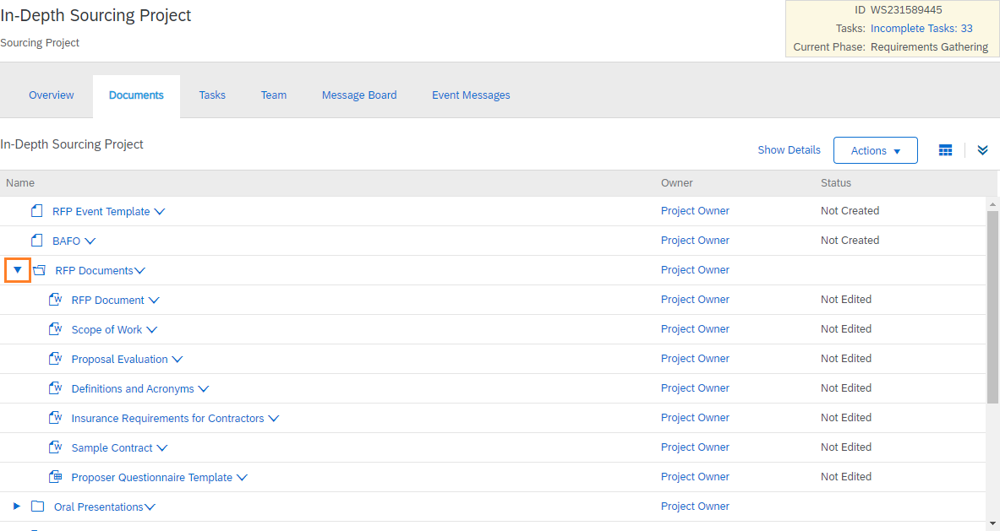 In-Depth Sourcing Project
ID WS231589445
Sourcing Project
Tasks: Incomplete Tasks: 33
Current Phase: Requirements Gathering
Overview Documents Tasks Team Message Board Event Messages
In-Depth Sourcing Project
Show Details Actions
Name Owner Status
RFP Event Template Project Owner Not Created
BAFO Project Owner Not Created
RFP Documents Project Owner
RFP Document Project Owner Not Edited
Scope of Work Project Owner Not Edited
Proposal Evaluation Project Owner Not Edited
Definitions and Acronyms Project Owner Not Edited
Insurance Requirements for Contractors Project Owner Not Edited
Sample Contract Project Owner Not Edited
Proposer Questionnaire Template Project Owner Not Edited
Oral Presentations Project Owner